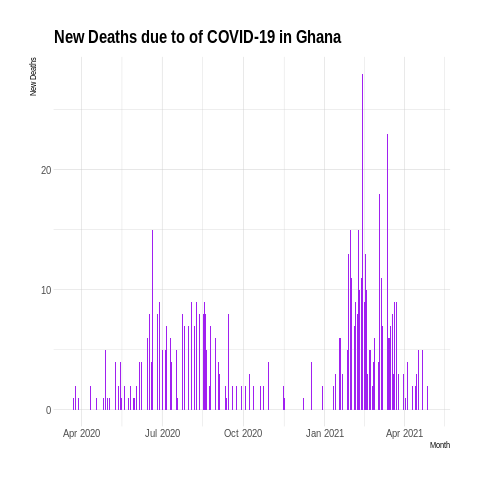 New Deaths due to of COVID-19 in Ghana
New Deaths
20
10
0
Apr 2020 Jul 2020 Oct 2020 Jan 2021 Apr 2021
Month